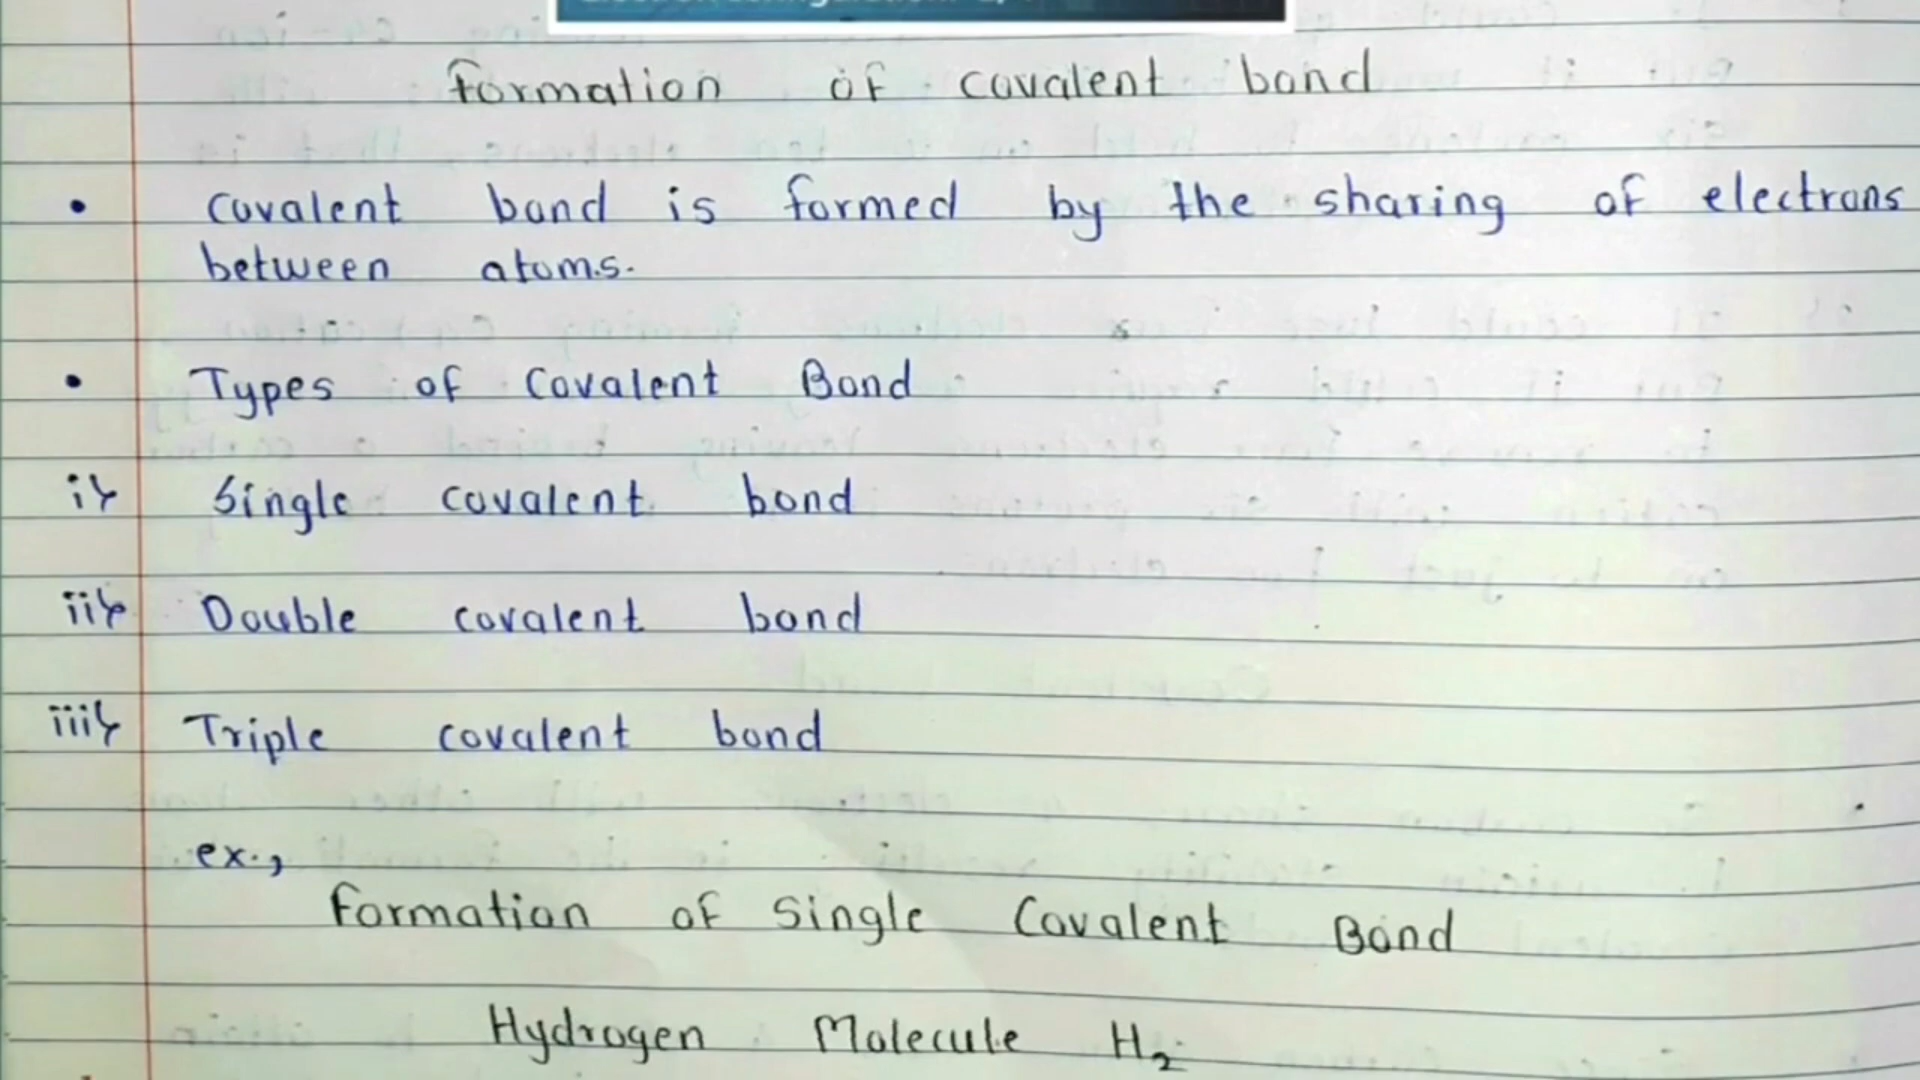 Formation of covalent bond
• Covalent bond is formed by the sharing of electrons
between atoms.
• Types of Covalent Bond
i) Single covalent bond
ii) Double covalent bond
iii) Triple covalent bond
ex.,
Formation of Single Covalent Bond
Hydrogen Molecule H₂